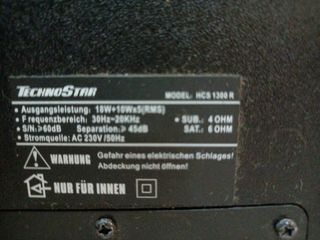 TECHNOSTAR MODEL: HCS 1300 R
• Ausgangsleistung: 18W+10Wx5(RMS)
• Frequenzbereich: 30Hz~20KHz • SUB.: 4 OHM
• S/N:≥60dB Separation:≥45dB SAT.: 6 OHM
• Stromquelle: AC 230V /50Hz
WARNUNG Gefahr eines elektrischen Schlages!
Abdeckung nicht öffnen!
NUR FÜR INNEN